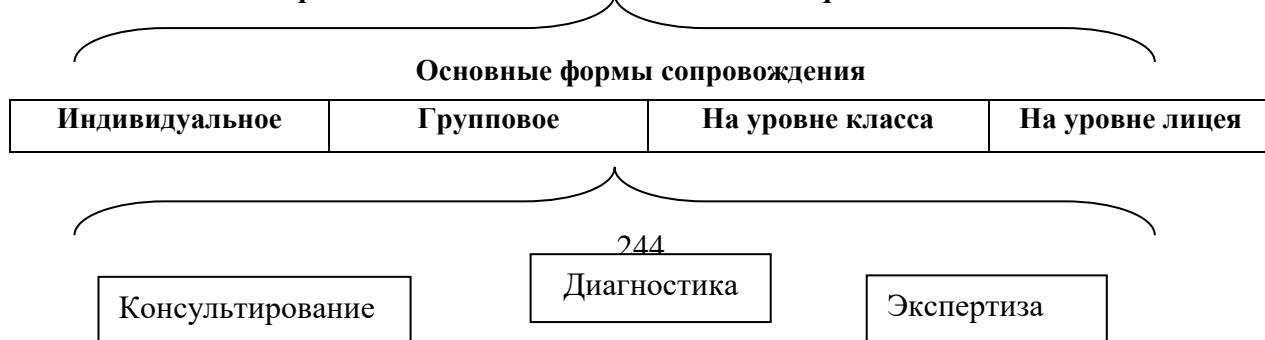 Основные формы сопровождения
Индивидуальное Групповое На уровне класса На уровне лицея
244
Консультирование Диагностика Экспертиза